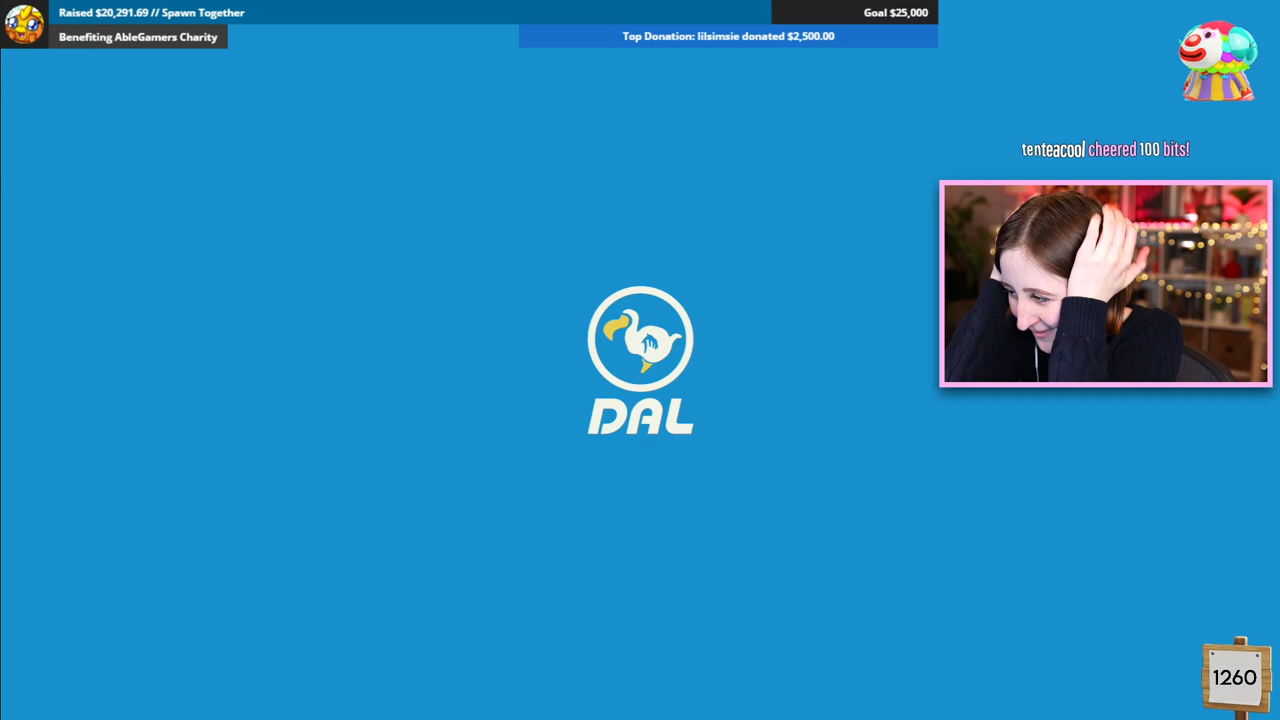 Raised $20,291.69 // Spawn Together
Goal $25,000
Benefiting AbleGamers Charity
Top Donation: lilsimsie donated $2,500.00
tenteacool cheered 100 bits!
DAL
1260